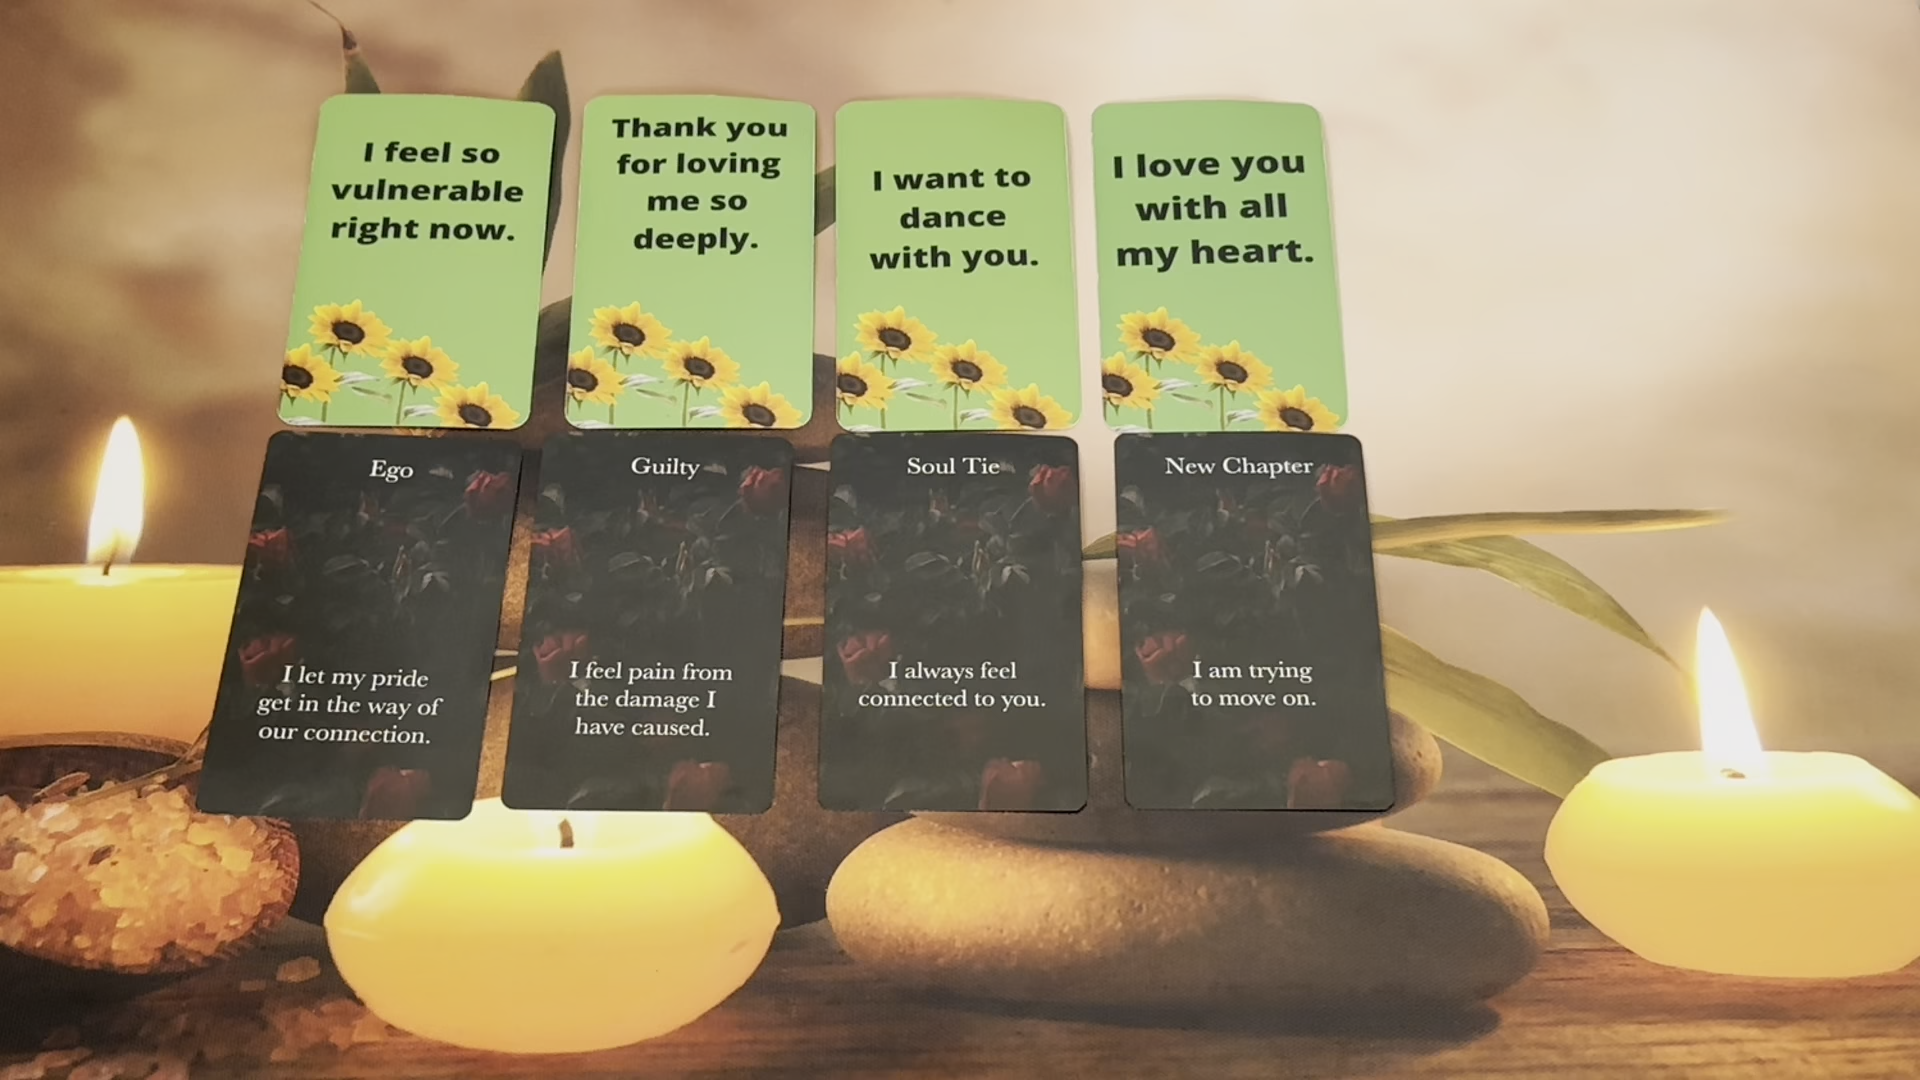 I feel so
vulnerable
right now.
Thank you
for loving
me so
deeply.
I want to
dance
with you.
I love you
with all
my heart.
Ego
I let my pride
get in the way of
our connection.
Guilty
I feel pain from
the damage I
have caused.
Soul Tie
I always feel
connected to you.
New Chapter
I am trying
to move on.